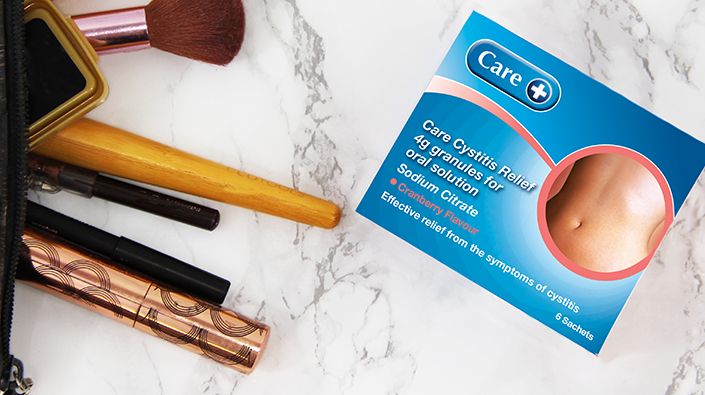 Care
Care Cystitis Relief
4g granules for
oral solution
Sodium Citrate
• Cranberry Flavour
Effective relief from the symptoms of cystitis
6 Sachets